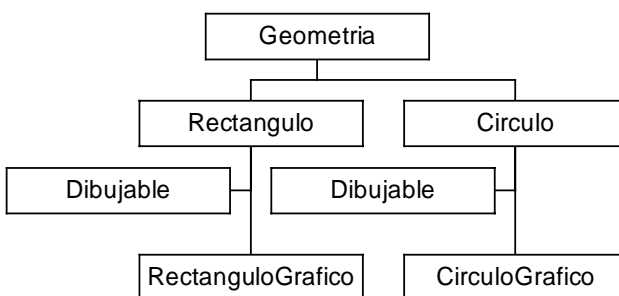 Geometria
Rectangulo
Circulo
Dibujable
Dibujable
RectanguloGrafico
CirculoGrafico